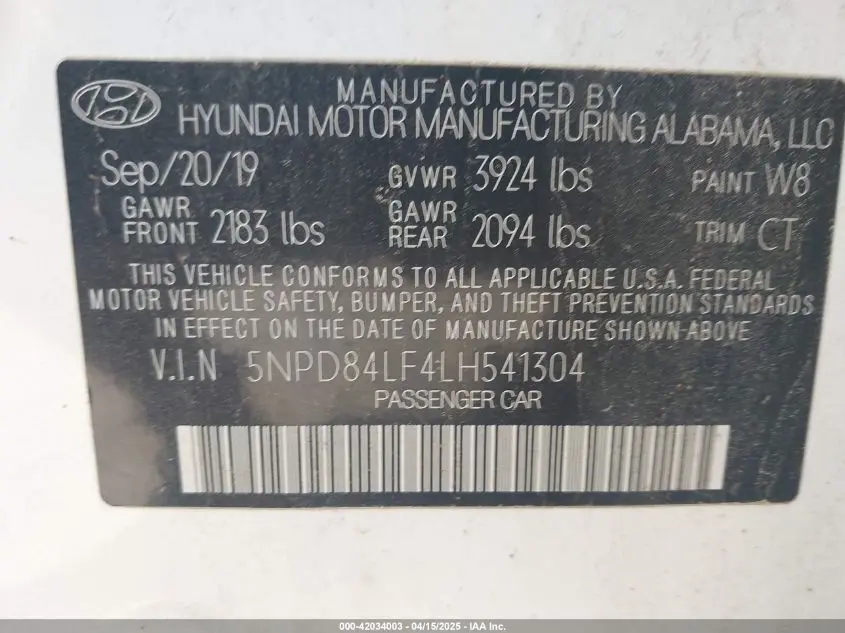 MANUFACTURED BY
HYUNDAI MOTOR MANUFACTURING ALABAMA, LLC
Sep/20/19 GVWR 3924 lbs PAINT W8
GAWR FRONT 2183 lbs GAWR REAR 2094 lbs TRIM CT
THIS VEHICLE CONFORMS TO ALL APPLICABLE U.S.A. FEDERAL
MOTOR VEHICLE SAFETY, BUMPER, AND THEFT PREVENTION STANDARDS
IN EFFECT ON THE DATE OF MANUFACTURE SHOWN ABOVE
V.I.N 5NPD84LF4LH541304
PASSENGER CAR
000-42034003 - 04/15/2025 - IAA Inc.